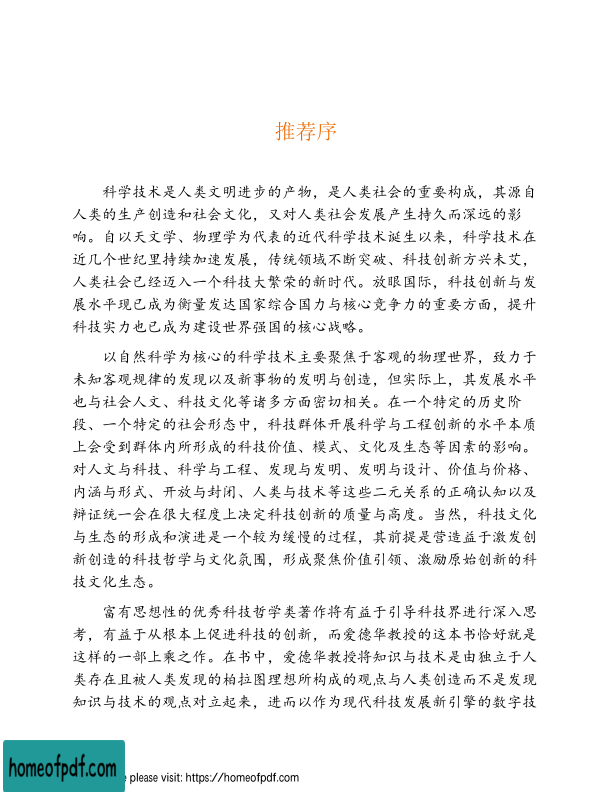 推荐序
科学技术是人类文明进步的产物，是人类社会的重要构成，其源自
人类的生产创造和社会文化，又对人类社会发展产生持久而深远的影
响。自以天文学、物理学为代表的近代科学技术诞生以来，科学技术在
近几个世纪里持续加速发展，传统领域不断突破、科技创新方兴未艾，
人类社会已经迈入一个科技大繁荣的新时代。放眼国际，科技创新与发
展水平现已成为衡量发达国家综合国力与核心竞争力的重要方面，提升
科技实力也已成为建设世界强国的核心战略。
以自然科学为核心的科学技术主要聚焦于客观的物理世界，致力于
未知客观规律的发现以及新事物的发明与创造，但实际上，其发展水平
也与社会人文、科技文化等诸多方面密切相关。在一个特定的历史阶
段、一个特定的社会形态中，科技群体开展科学与工程创新的水平本质
上会受到群体内所形成的科技价值、模式、文化及生态等因素的影响。
对人文与科技、科学与工程、发现与发明、发明与设计、价值与价格、
内涵与形式、开放与封闭、人类与技术等这些二元关系的正确认知以及
辩证统一会在很大程度上决定科技创新的质量与高度。当然，科技文化
与生态的形成和演进是一个较为缓慢的过程，其前提是营造益于激发创
新创造的科技哲学与文化氛围，形成聚焦价值引领、激励原始创新的科
技文化生态。
富有思想性的优秀科技哲学类著作将有益于引导科技界进行深入思
考，有益于从根本上促进科技的创新，而爱德华教授的这本书恰好就是
这样的一部上乘之作。在书中，爱德华教授将知识与技术是由独立于人
类存在且被人类发现的柏拉图理想所构成的观点与人类创造而不是发现
知识与技术的观点对立起来，进而以作为现代科技发展新引擎的数字技
homeofpdf.com
e please visit: https://homeofpdf.com